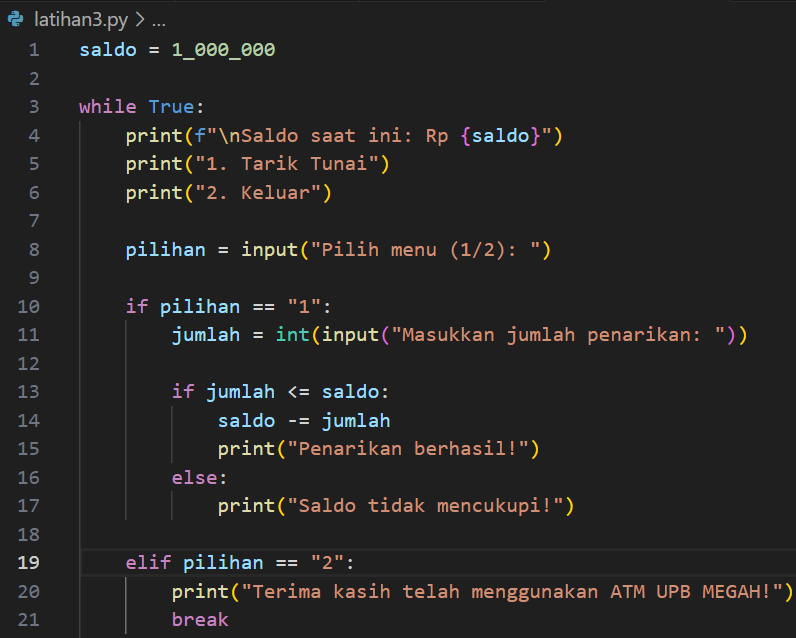 latihan3.py > ...
1 saldo = 1_000_000
2
3 while True:
4     print(f"\nSaldo saat ini: Rp {saldo}")
5     print("1. Tarik Tunai")
6     print("2. Keluar")
7
8     pilihan = input("Pilih menu (1/2): ")
9
10     if pilihan == "1":
11         jumlah = int(input("Masukkan jumlah penarikan: "))
12
13         if jumlah <= saldo:
14             saldo -= jumlah
15             print("Penarikan berhasil!")
16         else:
17             print("Saldo tidak mencukupi!")
18
19     elif pilihan == "2":
20         print("Terima kasih telah menggunakan ATM UPB MEGAH!")
21         break